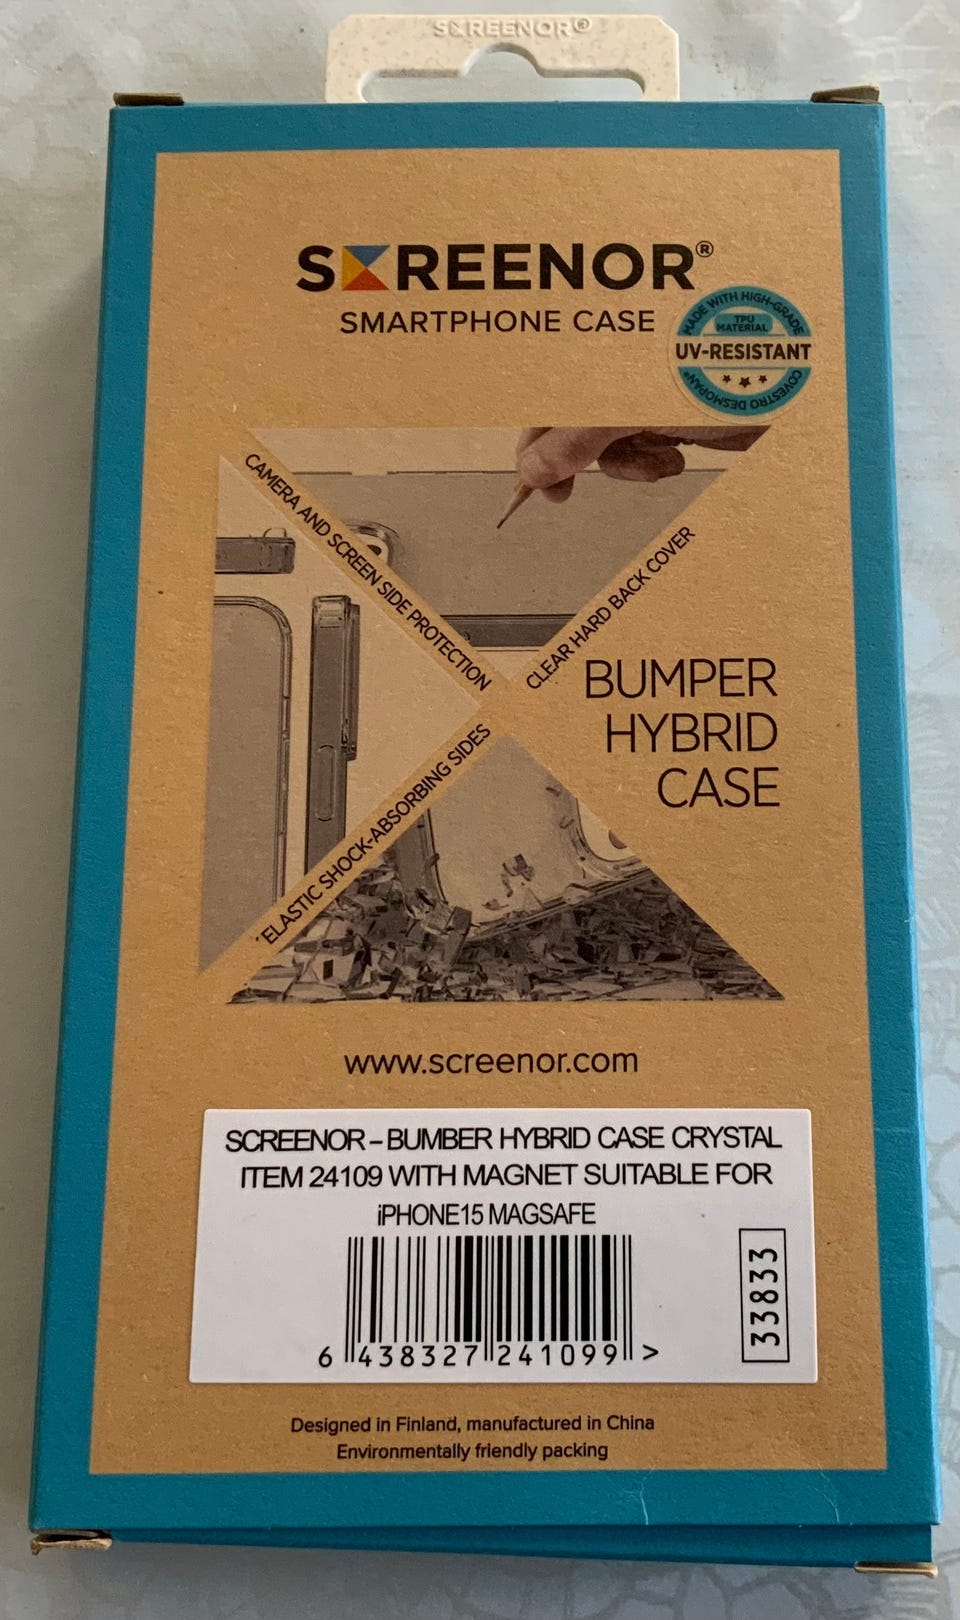 SCREENOR®
SCREENOR®
SMARTPHONE CASE
MADE WITH HIGH-GRADE
TPU
MATERIAL
UV-RESISTANT
COVESTRO DESMOPAN®
CAMERA AND SCREEN SIDE PROTECTION
CLEAR HARD BACK COVER
BUMPER
HYBRID
CASE
ELASTIC SHOCK-ABSORBING SIDES
www.screenor.com
SCREENOR – BUMBER HYBRID CASE CRYSTAL
ITEM 24109 WITH MAGNET SUITABLE FOR
iPHONE15 MAGSAFE
6 438327 241099 >
33833
Designed in Finland, manufactured in China
Environmentally friendly packing